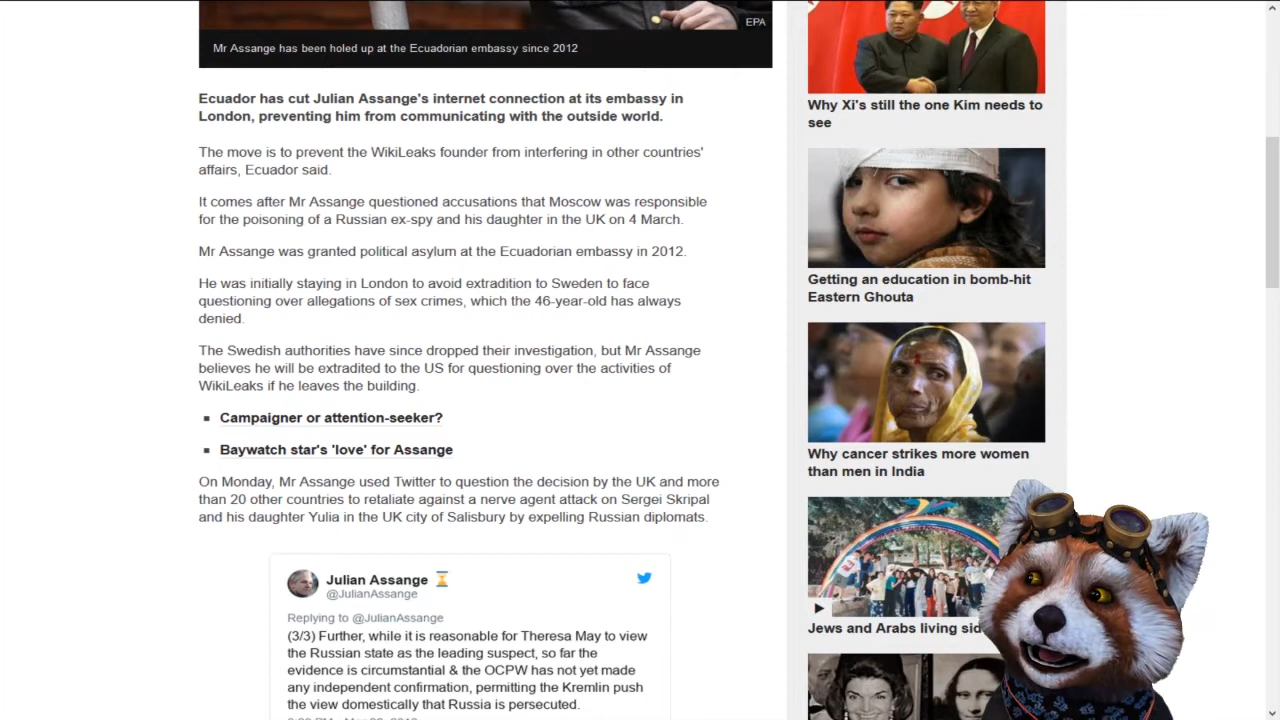 EPA
Mr Assange has been holed up at the Ecuadorian embassy since 2012
Ecuador has cut Julian Assange's internet connection at its embassy in
London, preventing him from communicating with the outside world.
The move is to prevent the WikiLeaks founder from interfering in other countries'
affairs, Ecuador said.
It comes after Mr Assange questioned accusations that Moscow was responsible
for the poisoning of a Russian ex-spy and his daughter in the UK on 4 March.
Mr Assange was granted political asylum at the Ecuadorian embassy in 2012.
He was initially staying in London to avoid extradition to Sweden to face
questioning over allegations of sex crimes, which the 46-year-old has always
denied.
The Swedish authorities have since dropped their investigation, but Mr Assange
believes he will be extradited to the US for questioning over the activities of
WikiLeaks if he leaves the building.
Campaigner or attention-seeker?
Baywatch star's 'love' for Assange
On Monday, Mr Assange used Twitter to question the decision by the UK and more
than 20 other countries to retaliate against a nerve agent attack on Sergei Skripal
and his daughter Yulia in the UK city of Salisbury by expelling Russian diplomats.
Julian Assange ⌛
@JulianAssange
Replying to @JulianAssange
(3/3) Further, while it is reasonable for Theresa May to view
the Russian state as the leading suspect, so far the
evidence is circumstantial & the OCPW has not yet made
any independent confirmation, permitting the Kremlin push
the view domestically that Russia is persecuted.
Why Xi's still the one Kim needs to
see
Getting an education in bomb-hit
Eastern Ghouta
Why cancer strikes more women
than men in India
Jews and Arabs living sid